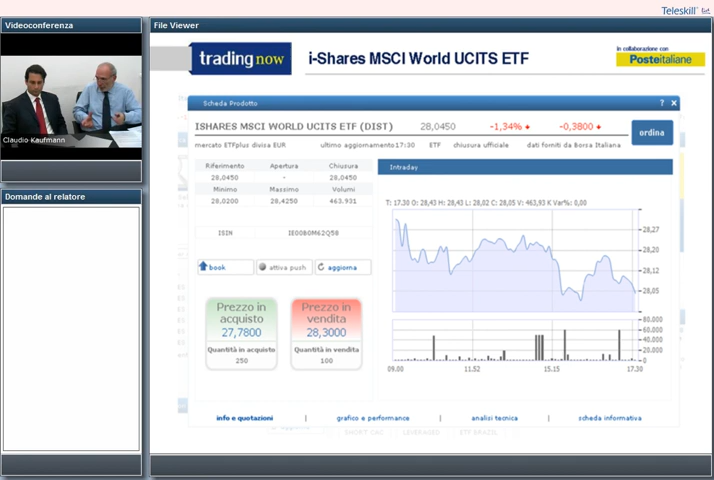 Teleskill
Videoconferenza
File Viewer
Claudio Kaufmann
Domande al relatore
tradingnow
i-Shares MSCI World UCITS ETF
in collaborazione con
Posteitaliane
Scheda Prodotto
? ×
ISHARES MSCI WORLD UCITS ETF (DIST) 28,0450 -1,34% -0,3800
ordina
mercato ETFplus divisa EUR ultimo aggiornamento17:30 ETF chiusura ufficiale dati forniti da Borsa Italiana
Riferimento Apertura Chiusura
28,0450 - 28,0450
Minimo Massimo Volumi
28,0200 28,4250 463.931
ISIN IE00B0M62Q58
book
attiva push
aggiorna
Prezzo in acquisto
27,7800
Quantità in acquisto
250
Prezzo in vendita
28,3000
Quantità in vendita
100
Intraday
T: 17.30 O: 28,43 H: 28,43 L: 28,02 C: 28,05 V: 463,93 K Var%: 0,00
28,27
28,20
28,12
28,05
80.000
60.000
40.000
20.000
0
09.00 11.52 15.15 17.30
info e quotazioni | grafico e performance | analisi tecnica | scheda informativa
SHORT CAC LEVERAGED ETF BRAZIL